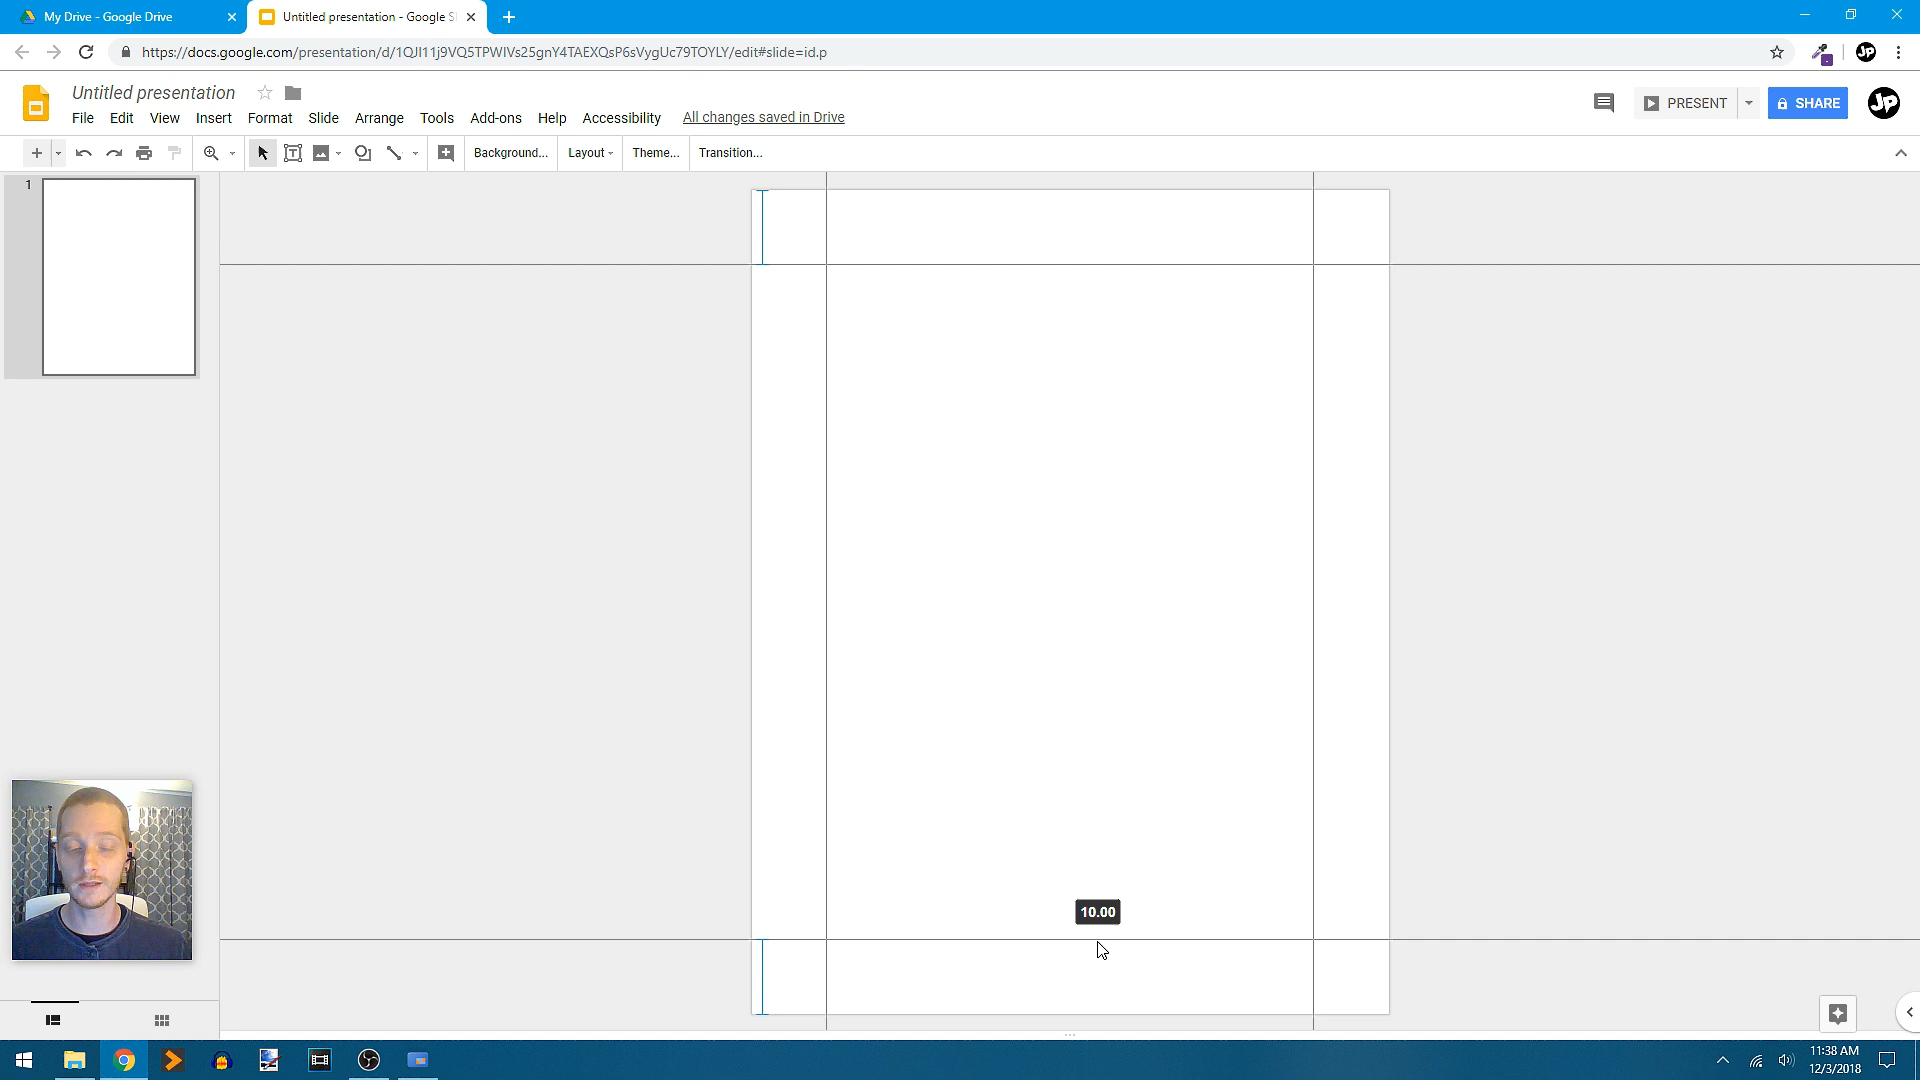 My Drive - Google Drive
Untitled presentation - Google S
https://docs.google.com/presentation/d/1QJl11j9VQ5TPWIVs25gnY4TAEXQsP6sVygUc79TOYLY/edit#slide=id.p
Untitled presentation
File Edit View Insert Format Slide Arrange Tools Add-ons Help Accessibility All changes saved in Drive
PRESENT
SHARE
JP
Background... Layout Theme... Transition...
1
10.00
11:38 AM
12/3/2018